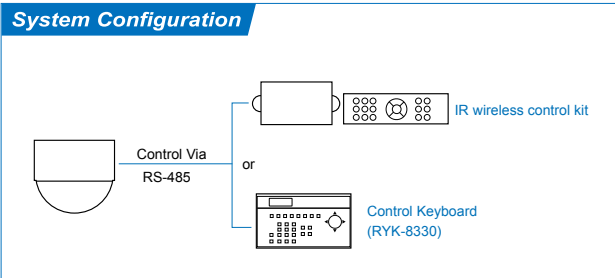 System Configuration
IR wireless control kit
Control Via
RS-485
or
Control Keyboard
(RYK-8330)